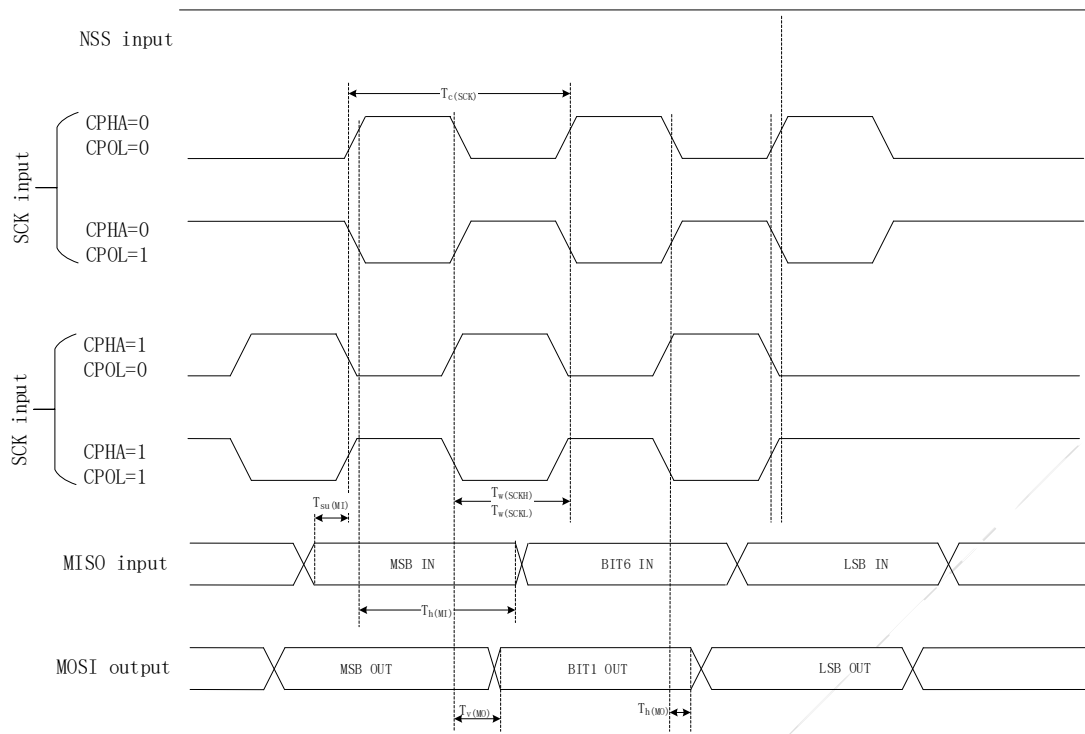 NSS input
Tc(SCK)
SCK input
CPHA=0
CPOL=0
CPHA=0
CPOL=1
SCK input
CPHA=1
CPOL=0
CPHA=1
CPOL=1
Tsu(MI)
Tw(SCKH)
Tw(SCKL)
MISO input
MSB IN
BIT6 IN
LSB IN
Th(MI)
MOSI output
MSB OUT
BIT1 OUT
LSB OUT
Tv(MO)
Th(MO)